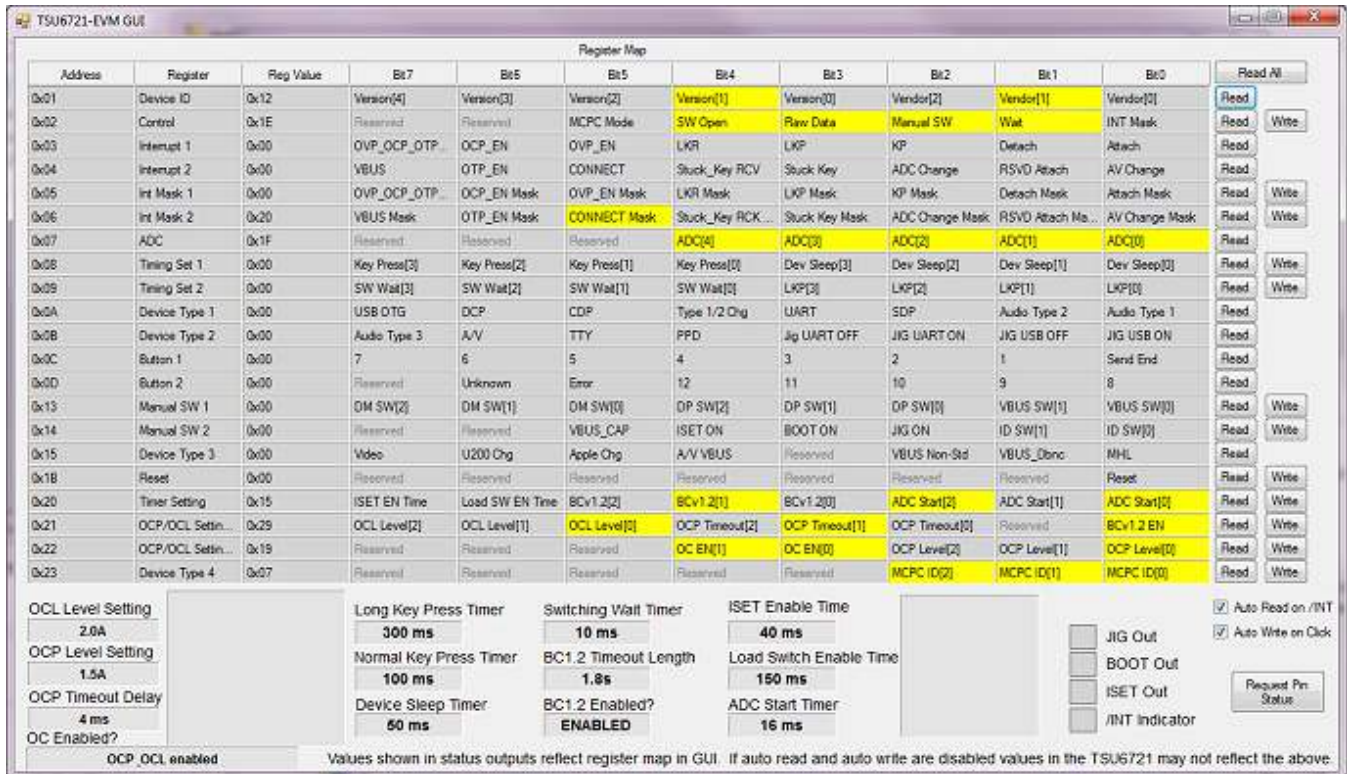 TSU6721-EVM GUI
Register Map
Address Register Reg Value Bit7 Bit6 Bit5 Bit4 Bit3 Bit2 Bit1 Bit0 Read All
0x01 Device ID 0x12 Version[4] Version[3] Version[2] Version[1] Version[0] Vendor[2] Vendor[1] Vendor[0] Read
0x02 Control 0x1E Reserved Reserved MCPC Mode SW Open Raw Data Manual SW Wait INT Mask Read Write
0x03 Interrupt 1 0x00 OVP_OCP_OTP... OCP_EN OVP_EN LKR LKP KP Detach Attach Read
0x04 Interrupt 2 0x00 VBUS OTP_EN CONNECT Stuck_Key RCV Stuck Key ADC Change RSVD Attach AV Change Read
0x05 Int Mask 1 0x00 OVP_OCP_OTP... OCP_EN Mask OVP_EN Mask LKR Mask LKP Mask KP Mask Detach Mask Attach Mask Read Write
0x06 Int Mask 2 0x20 VBUS Mask OTP_EN Mask CONNECT Mask Stuck_Key RCK... Stuck Key Mask ADC Change Mask RSVD Attach Ma... AV Change Mask Read Write
0x07 ADC 0x1F Reserved Reserved Reserved ADC[4] ADC[3] ADC[2] ADC[1] ADC[0] Read
0x08 Timing Set 1 0x00 Key Press[3] Key Press[2] Key Press[1] Key Press[0] Dev Sleep[3] Dev Sleep[2] Dev Sleep[1] Dev Sleep[0] Read Write
0x09 Timing Set 2 0x00 SW Wait[3] SW Wait[2] SW Wait[1] SW Wait[0] LKP[3] LKP[2] LKP[1] LKP[0] Read Write
0x0A Device Type 1 0x00 USB OTG DCP CDP Type 1/2 Chg UART SDP Audio Type 2 Audio Type 1 Read
0x0B Device Type 2 0x00 Audio Type 3 A/V TTY PPD Jig UART OFF JIG UART ON JIG USB OFF JIG USB ON Read
0x0C Button 1 0x00 7 6 5 4 3 2 1 Send End Read
0x0D Button 2 0x00 Reserved Unknown Error 12 11 10 9 8 Read
0x13 Manual SW 1 0x00 DM SW[2] DM SW[1] DM SW[0] DP SW[2] DP SW[1] DP SW[0] VBUS SW[1] VBUS SW[0] Read Write
0x14 Manual SW 2 0x00 Reserved Reserved VBUS_CAP ISET ON BOOT ON JIG ON ID SW[1] ID SW[0] Read Write
0x15 Device Type 3 0x00 Video U200 Chg Apple Chg A/V VBUS Reserved VBUS Non-Std VBUS_Dbnc MHL Read
0x1B Reset 0x00 Reserved Reserved Reserved Reserved Reserved Reserved Reserved Reset Read Write
0x20 Timer Setting 0x15 ISET EN Time Load SW EN Time BCv1.2[2] BCv1.2[1] BCv1.2[0] ADC Start[2] ADC Start[1] ADC Start[0] Read Write
0x21 OCP/OCL Settin... 0x29 OCL Level[2] OCL Level[1] OCL Level[0] OCP Timeout[2] OCP Timeout[1] OCP Timeout[0] Reserved BCv1.2 EN Read Write
0x22 OCP/OCL Settin... 0x19 Reserved Reserved Reserved OC EN[1] OC EN[0] OCP Level[2] OCP Level[1] OCP Level[0] Read Write
0x23 Device Type 4 0x07 Reserved Reserved Reserved Reserved Reserved MCPC ID[2] MCPC ID[1] MCPC ID[0] Read Write
OCL Level Setting
2.0A
OCP Level Setting
1.5A
OCP Timeout Delay
4 ms
OC Enabled?
OCP_OCL enabled
Long Key Press Timer
300 ms
Normal Key Press Timer
100 ms
Device Sleep Timer
50 ms
Switching Wait Timer
10 ms
BC1.2 Timeout Length
1.8s
BC1.2 Enabled?
ENABLED
ISET Enable Time
40 ms
Load Switch Enable Time
150 ms
ADC Start Timer
16 ms
JIG Out
BOOT Out
ISET Out
/INT Indicator
Auto Read on /INT
Auto Write on Click
Request Pin
Status
Values shown in status outputs reflect register map in GUI. If auto read and auto write are disabled values in the TSU6721 may not reflect the above.